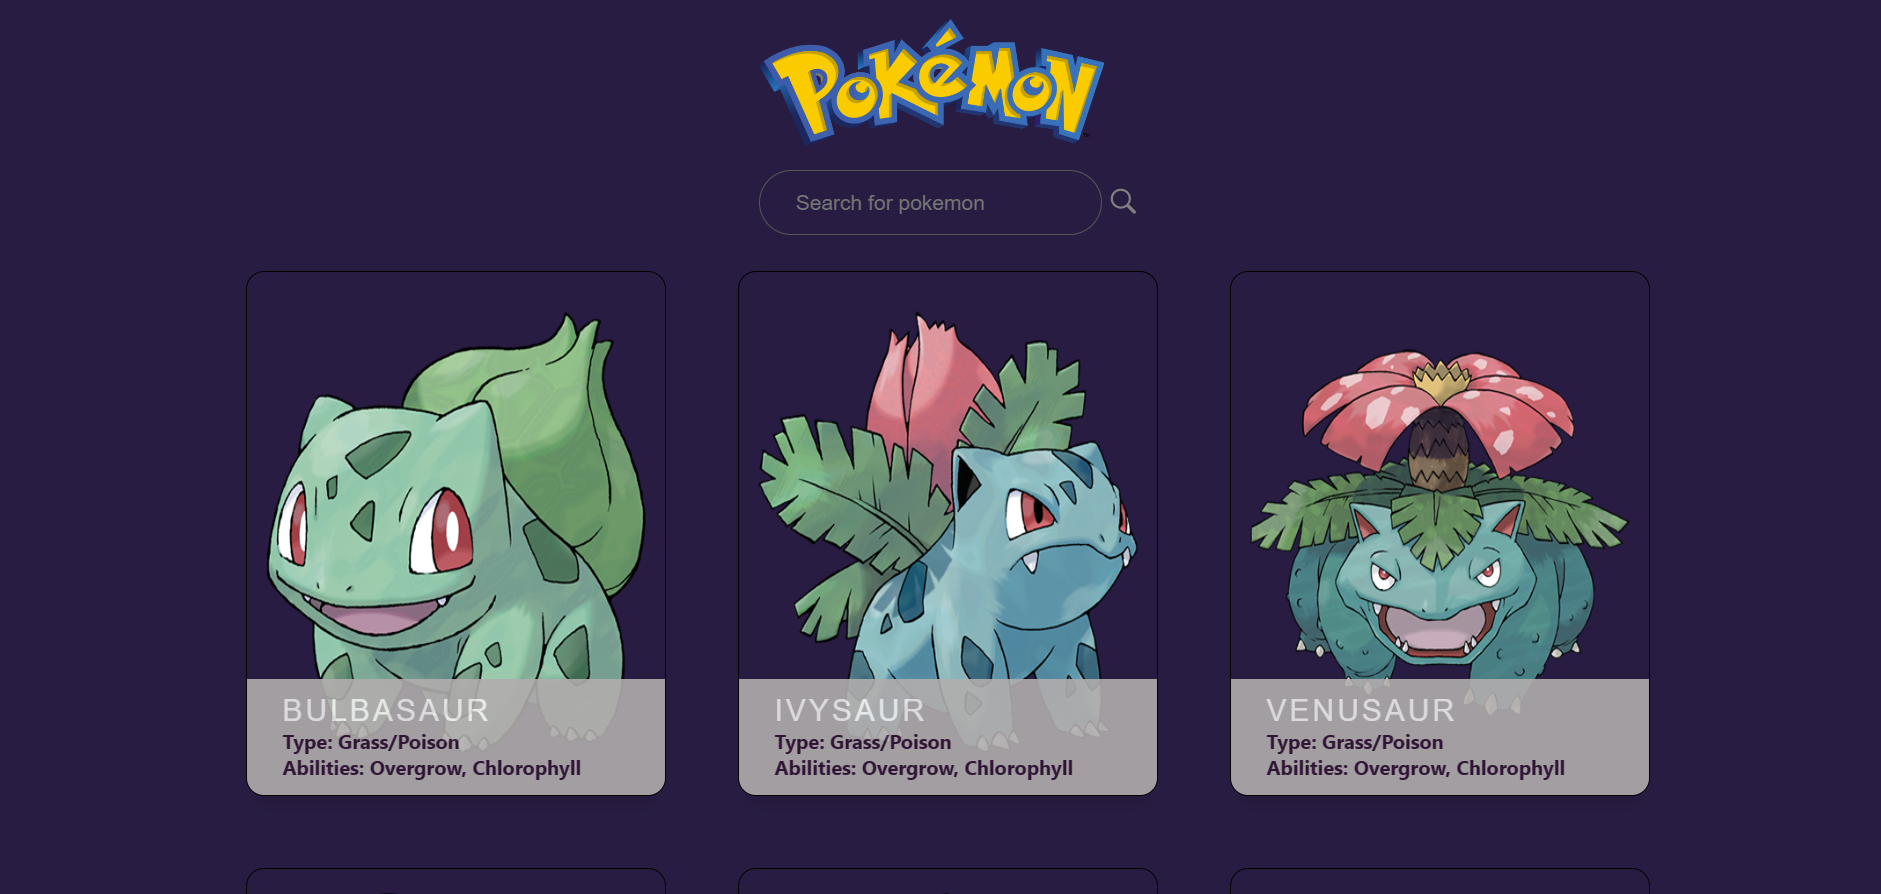 POKéMON
Search for pokemon
BULBASAUR
Type: Grass/Poison
Abilities: Overgrow, Chlorophyll
IVYSAUR
Type: Grass/Poison
Abilities: Overgrow, Chlorophyll
VENUSAUR
Type: Grass/Poison
Abilities: Overgrow, Chlorophyll